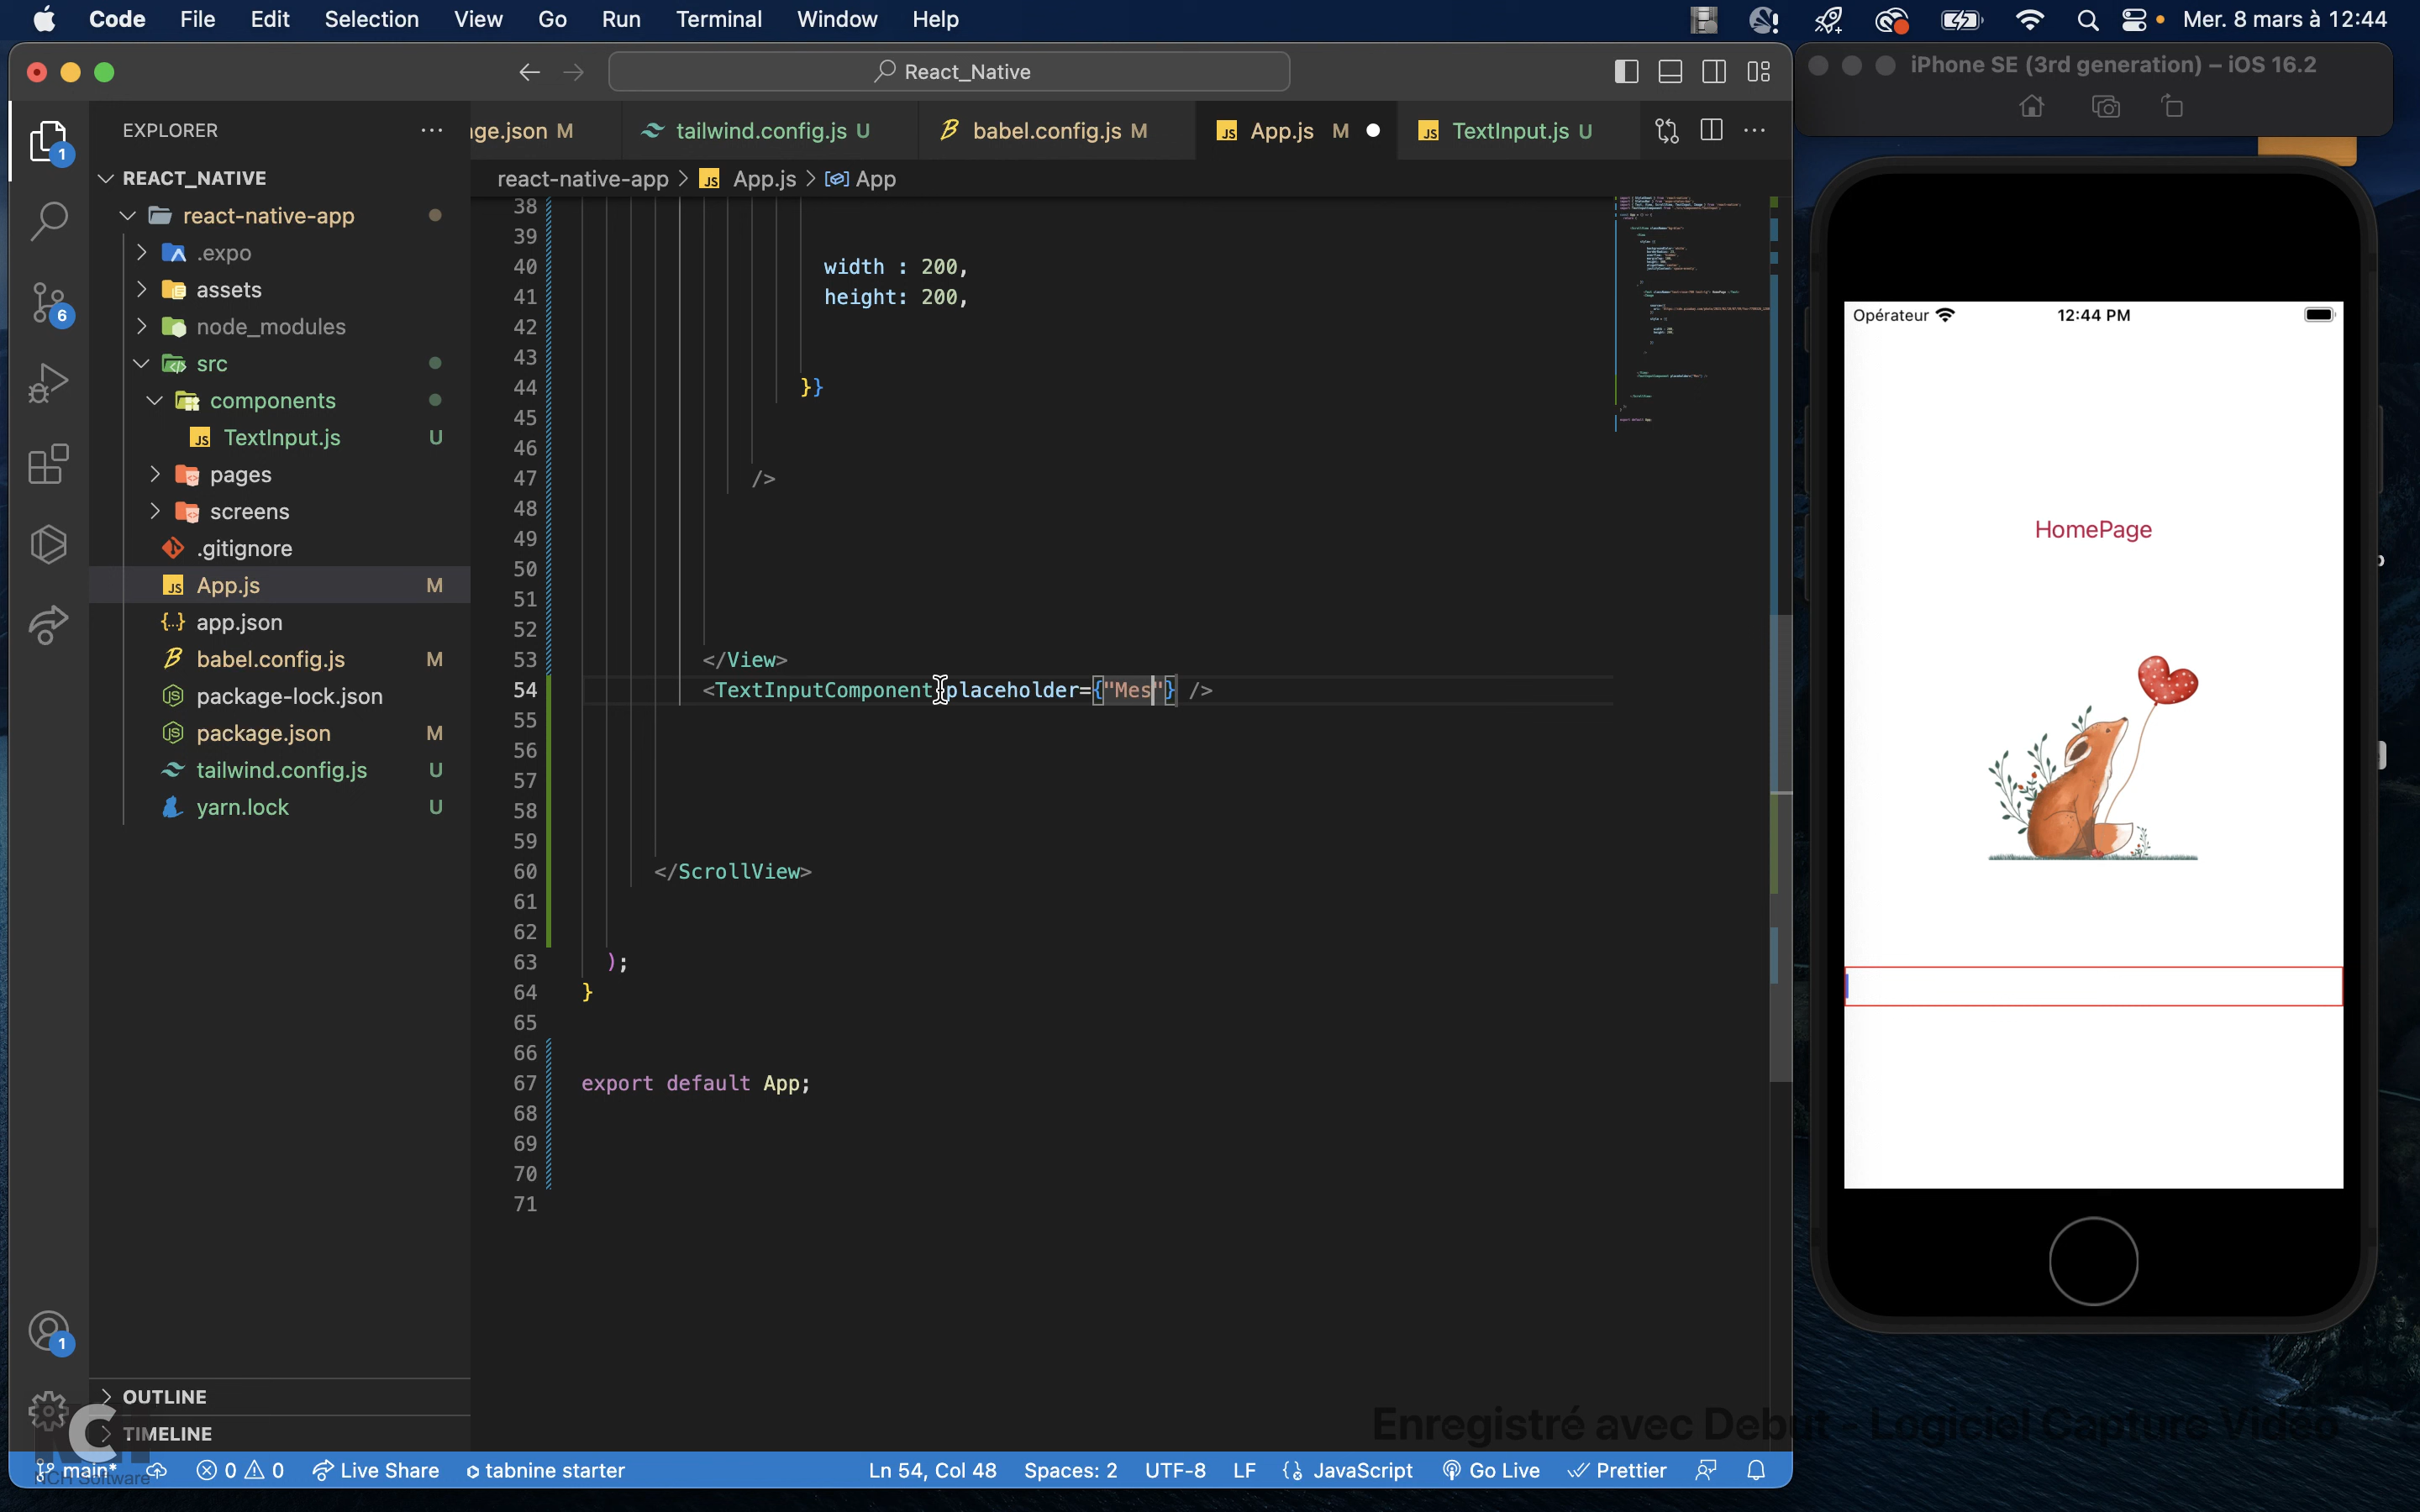 Code File Edit Selection View Go Run Terminal Window Help
Mer. 8 mars à 12:44
React_Native
EXPLORER
REACT_NATIVE
react-native-app
.expo
assets
node_modules
src
components
TextInput.js U
pages
screens
.gitignore
App.js M
app.json
babel.config.js M
package-lock.json
package.json M
tailwind.config.js U
yarn.lock U
OUTLINE
TIMELINE
1
6
1
ge.json M
tailwind.config.js U
babel.config.js M
App.js M
TextInput.js U
react-native-app > JS App.js > App
38
39
40 width : 200,
41 height: 200,
42
43
44 }}
45
46
47 />
48
49
50
51
52
53 </View>
54 <TextInputComponent placeholder={"Mes"} />
55
56
57
58
59
60 </ScrollView>
61
62
63 );
64 }
65
66
67 export default App;
68
69
70
71
main* 0 0 Live Share tabnine starter Ln 54, Col 48 Spaces: 2 UTF-8 LF JavaScript Go Live Prettier
NCH Software
iPhone SE (3rd generation) – iOS 16.2
Opérateur 12:44 PM
HomePage
Enregistré avec Debut - Logiciel Capture Vidéo